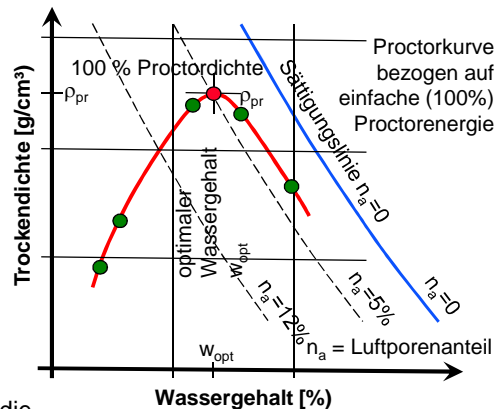 Proctorkurve
bezogen auf
einfache (100%)
Proctorenergie
100 % Proctordichte
ρpr
ρpr
Sättigungslinie na=0
Trockendichte [g/cm³]
optimaler
Wassergehalt
wopt
na=12%
na=5%
na=0
wopt
na = Luftporenanteil
Wassergehalt [%]
die